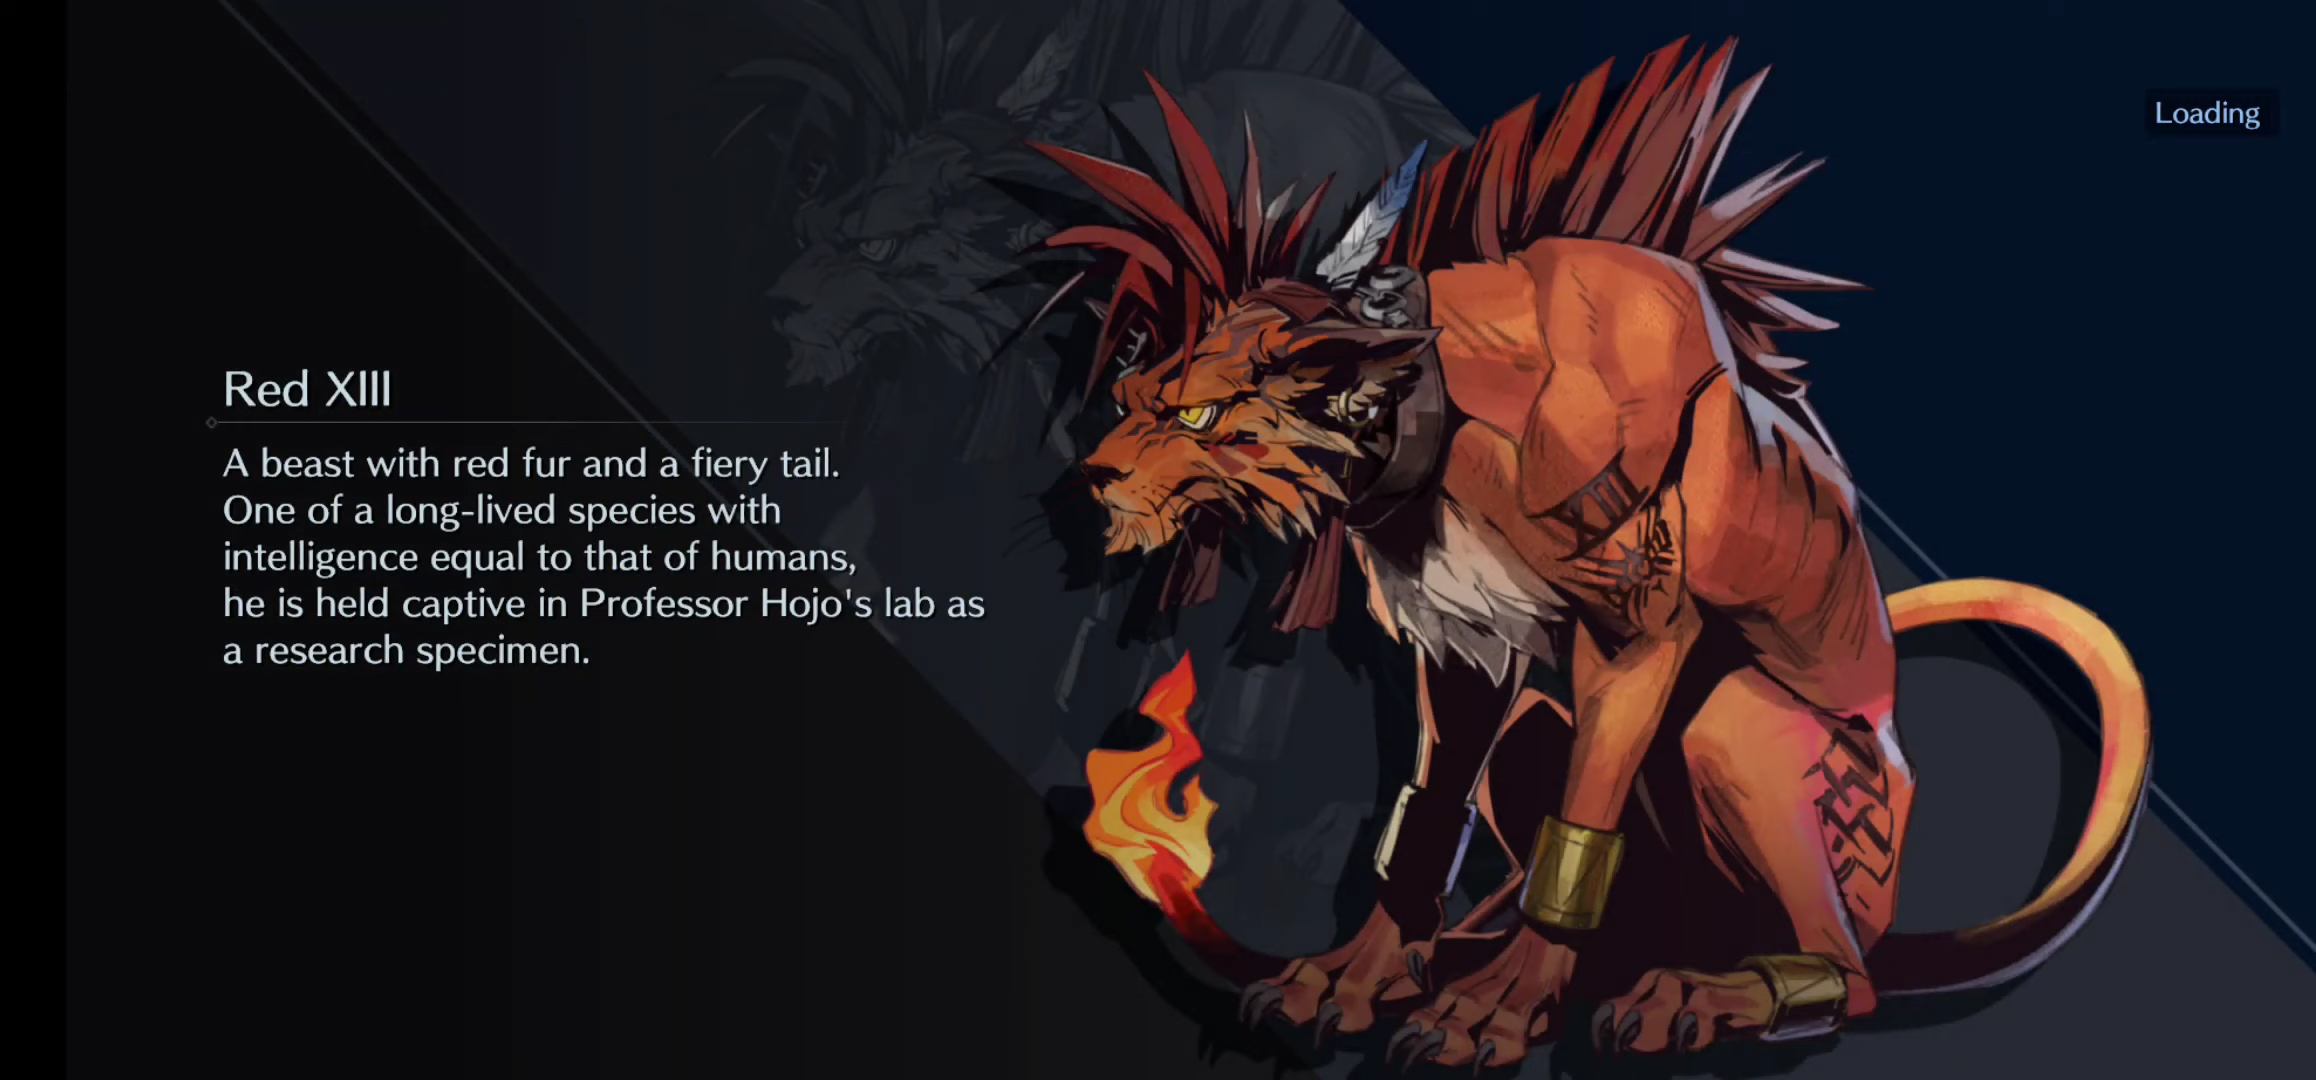 Loading
Red XIII
A beast with red fur and a fiery tail.
One of a long-lived species with
intelligence equal to that of humans,
he is held captive in Professor Hojo's lab as
a research specimen.
XIII